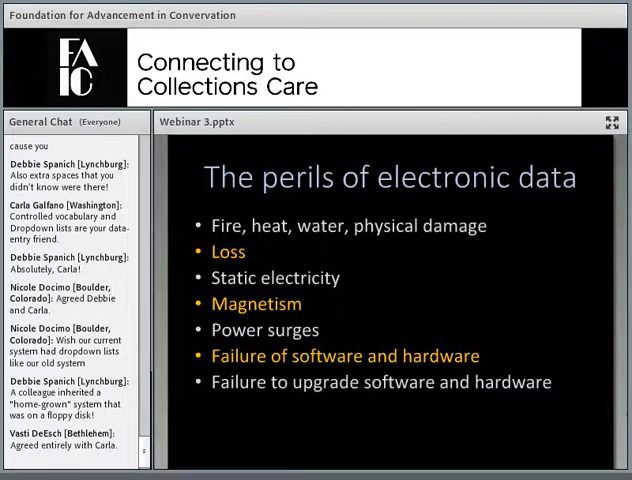 Foundation for Advancement in Convervation
FA
IC
Connecting to
Collections Care
General Chat (Everyone)
cause you
Debbie Spanich [Lynchburg]:
Also extra spaces that you
didn't know were there!
Carla Galfano [Washington]:
Controlled vocabulary and
Dropdown lists are your data-
entry friend.
Debbie Spanich [Lynchburg]:
Absolutely, Carla!
Nicole Docimo [Boulder,
Colorado]: Agreed Debbie
and Carla.
Nicole Docimo [Boulder,
Colorado]: Wish our current
system had dropdown lists
like our old system
Debbie Spanich [Lynchburg]:
A colleague inherited a
"home-grown" system that
was on a floppy disk!
Vasti DeEsch [Bethlehem]:
Agreed entirely with Carla.
Webinar 3.pptx
The perils of electronic data
• Fire, heat, water, physical damage
• Loss
• Static electricity
• Magnetism
• Power surges
• Failure of software and hardware
• Failure to upgrade software and hardware